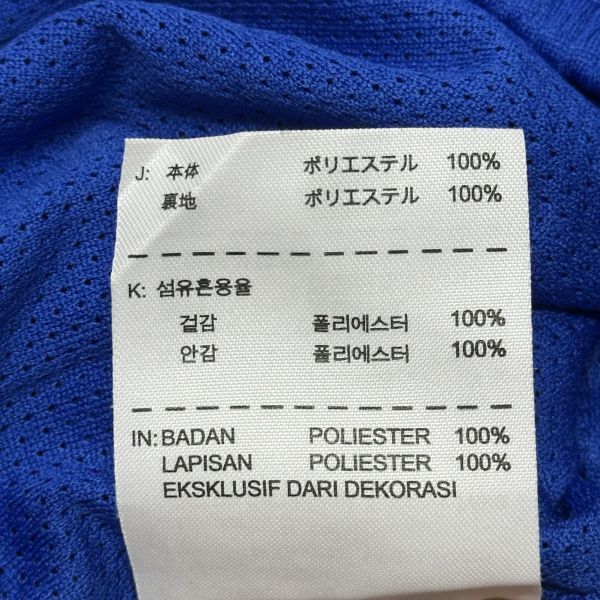 J: 本体 ポリエステル 100%
裏地 ポリエステル 100%
K: 섬유혼용율
걸감 폴리에스터 100%
안감 폴리에스터 100%
IN: BADAN POLIESTER 100%
LAPISAN POLIESTER 100%
EKSKLUSIF DARI DEKORASI